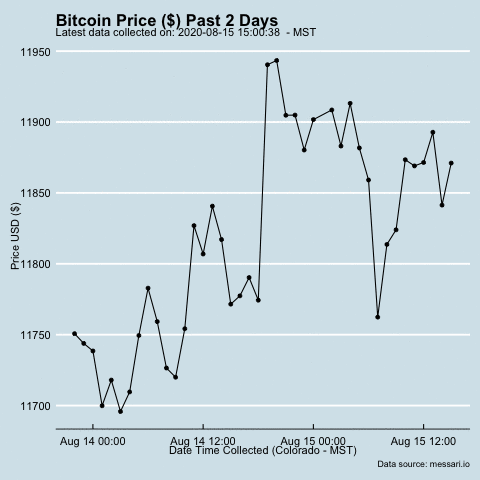 Bitcoin Price ($) Past 2 Days
Latest data collected on: 2020-08-15 15:00:38 - MST
11950
11900
11850
11800
11750
11700
Price USD ($)
Aug 14 00:00 Aug 14 12:00 Aug 15 00:00 Aug 15 12:00
Date Time Collected (Colorado - MST)
Data source: messari.io